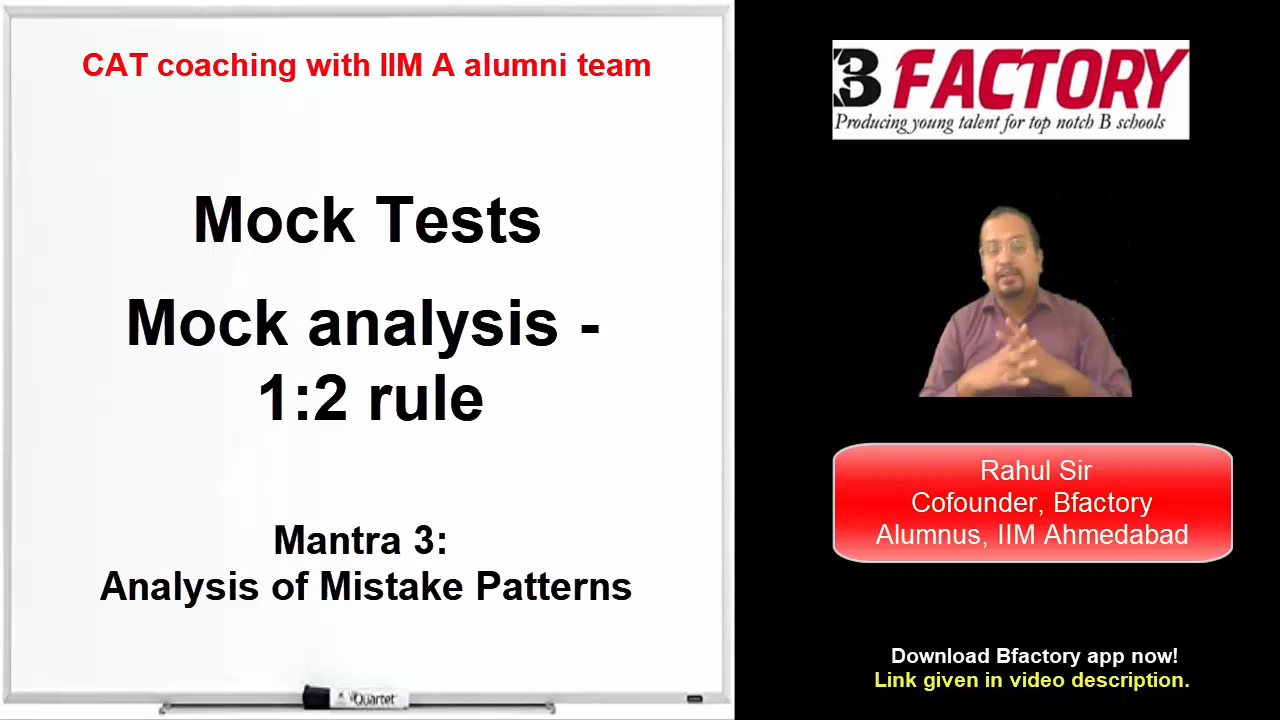 CAT coaching with IIM A alumni team
Mock Tests
Mock analysis -
1:2 rule
Mantra 3:
Analysis of Mistake Patterns
Quartet
B FACTORY
Producing young talent for top notch B schools
Rahul Sir
Cofounder, Bfactory
Alumnus, IIM Ahmedabad
Download Bfactory app now!
Link given in video description.